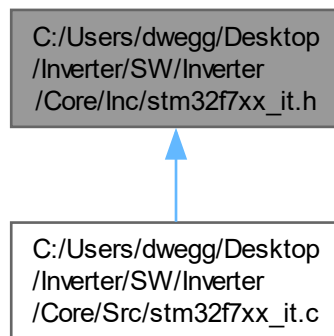 C:/Users/dwegg/Desktop
/Inverter/SW/Inverter
/Core/Inc/stm32f7xx_it.h
C:/Users/dwegg/Desktop
/Inverter/SW/Inverter
/Core/Src/stm32f7xx_it.c